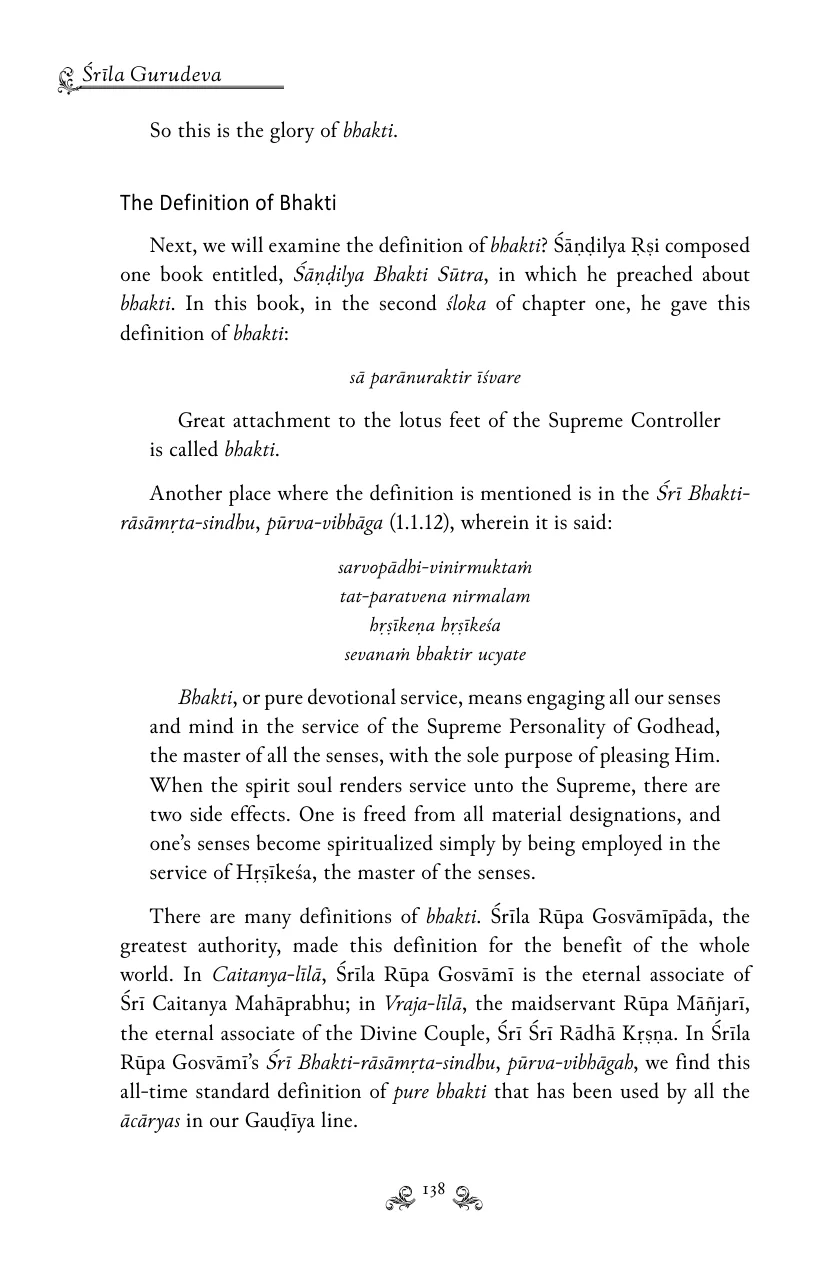 Śrīla Gurudeva
So this is the glory of bhakti.
The Definition of Bhakti
Next, we will examine the definition of bhakti? Śāṇḍilya Ṛṣi composed
one book entitled, Śāṇḍilya Bhakti Sūtra, in which he preached about
bhakti. In this book, in the second śloka of chapter one, he gave this
definition of bhakti:
sā parānuraktir īśvare
Great attachment to the lotus feet of the Supreme Controller
is called bhakti.
Another place where the definition is mentioned is in the Śrī Bhakti-
rāsāmṛta-sindhu, pūrva-vibhāga (1.1.12), wherein it is said:
sarvopādhi-vinirmuktaṁ
tat-paratvena nirmalam
hṛṣīkeṇa hṛṣīkeśa
sevanaṁ bhaktir ucyate
Bhakti, or pure devotional service, means engaging all our senses
and mind in the service of the Supreme Personality of Godhead,
the master of all the senses, with the sole purpose of pleasing Him.
When the spirit soul renders service unto the Supreme, there are
two side effects. One is freed from all material designations, and
one’s senses become spiritualized simply by being employed in the
service of Hṛṣīkeśa, the master of the senses.
There are many definitions of bhakti. Śrīla Rūpa Gosvāmīpāda, the
greatest authority, made this definition for the benefit of the whole
world. In Caitanya-līlā, Śrīla Rūpa Gosvāmī is the eternal associate of
Śrī Caitanya Mahāprabhu; in Vraja-līlā, the maidservant Rūpa Māñjarī,
the eternal associate of the Divine Couple, Śrī Śrī Rādhā Kṛṣṇa. In Śrīla
Rūpa Gosvāmī’s Śrī Bhakti-rāsāmṛta-sindhu, pūrva-vibhāgah, we find this
all-time standard definition of pure bhakti that has been used by all the
ācāryas in our Gauḍīya line.
138